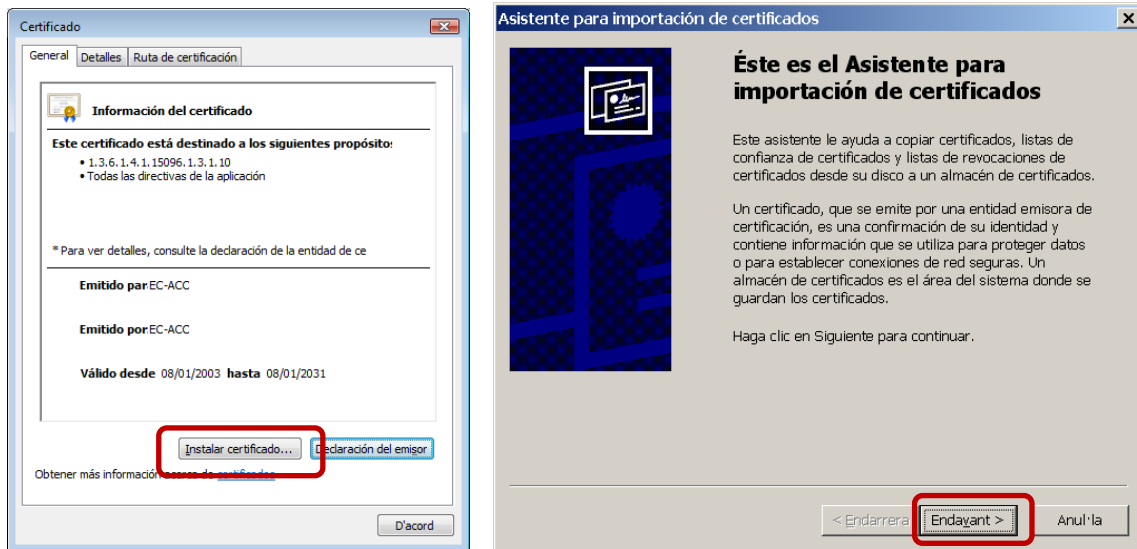 Certificado
General Detalles Ruta de certificación
Información del certificado
Este certificado está destinado a los siguientes propósito:
• 1.3.6.1.4.1.15096.1.3.1.10
• Todas las directivas de la aplicación
* Para ver detalles, consulte la declaración de la entidad de ce
Emitido par EC-ACC
Emitido por EC-ACC
Válido desde 08/01/2003 hasta 08/01/2031
Instalar certificado... Declaración del emisor
Obtener más información acerca de certificados
D'acord
Asistente para importación de certificados
Éste es el Asistente para
importación de certificados
Este asistente le ayuda a copiar certificados, listas de
confianza de certificados y listas de revocaciones de
certificados desde su disco a un almacén de certificados.
Un certificado, que se emite por una entidad emisora de
certificación, es una confirmación de su identidad y
contiene información que se utiliza para proteger datos
o para establecer conexiones de red seguras. Un
almacén de certificados es el área del sistema donde se
guardan los certificados.
Haga clic en Siguiente para continuar.
< Endarrera Endavant > Anul·la